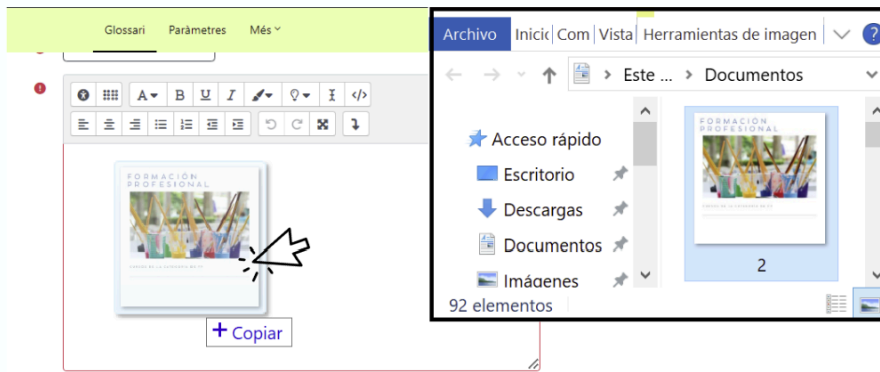 Glossari Paràmetres Més
A B U I
FORMACIÓN
PROFESIONAL
+ Copiar
Archivo Inicic Com Vista Herramientas de imagen ?
Este ... > Documentos
Acceso rápido
Escritorio
Descargas
Documentos
Imágenes
FORMACIÓN
PROFESIONAL
2
92 elementos